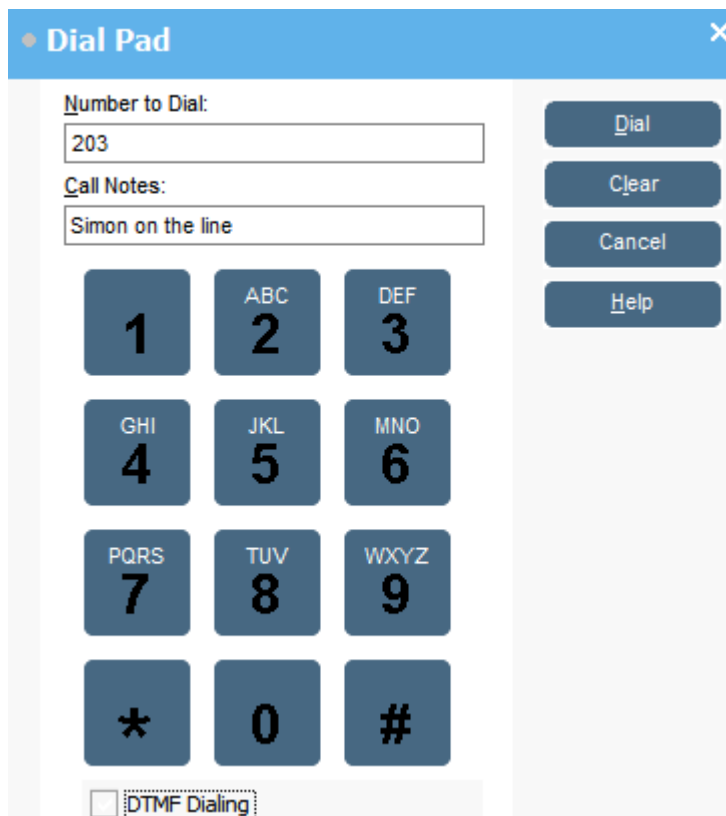 Dial Pad
Number to Dial:
203
Call Notes:
Simon on the line
Dial
Clear
Cancel
Help
1
ABC
2
DEF
3
GHI
4
JKL
5
MNO
6
PQRS
7
TUV
8
WXYZ
9
*
0
#
DTMF Dialing